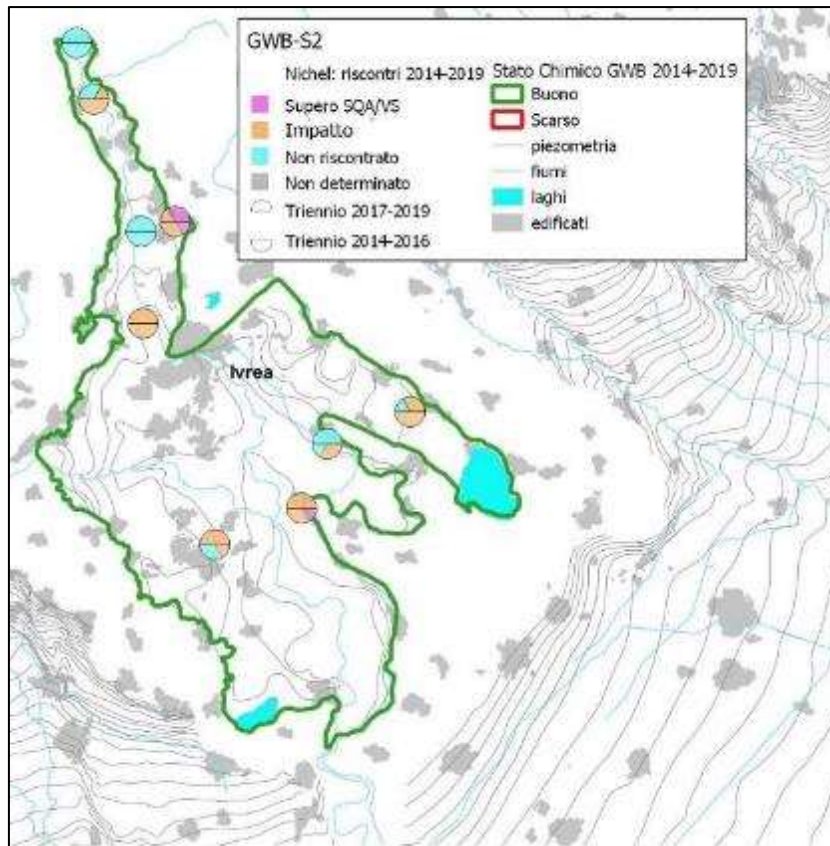 GWB-S2
Nichel: riscontri 2014-2019
Supero SQA/VS
Impatto
Non riscontrato
Non determinato
Triennio 2017-2019
Triennio 2014-2016
Stato Chimico GWB 2014-2019
Buono
Scarso
piezometria
fiumi
laghi
edificati
Ivrea